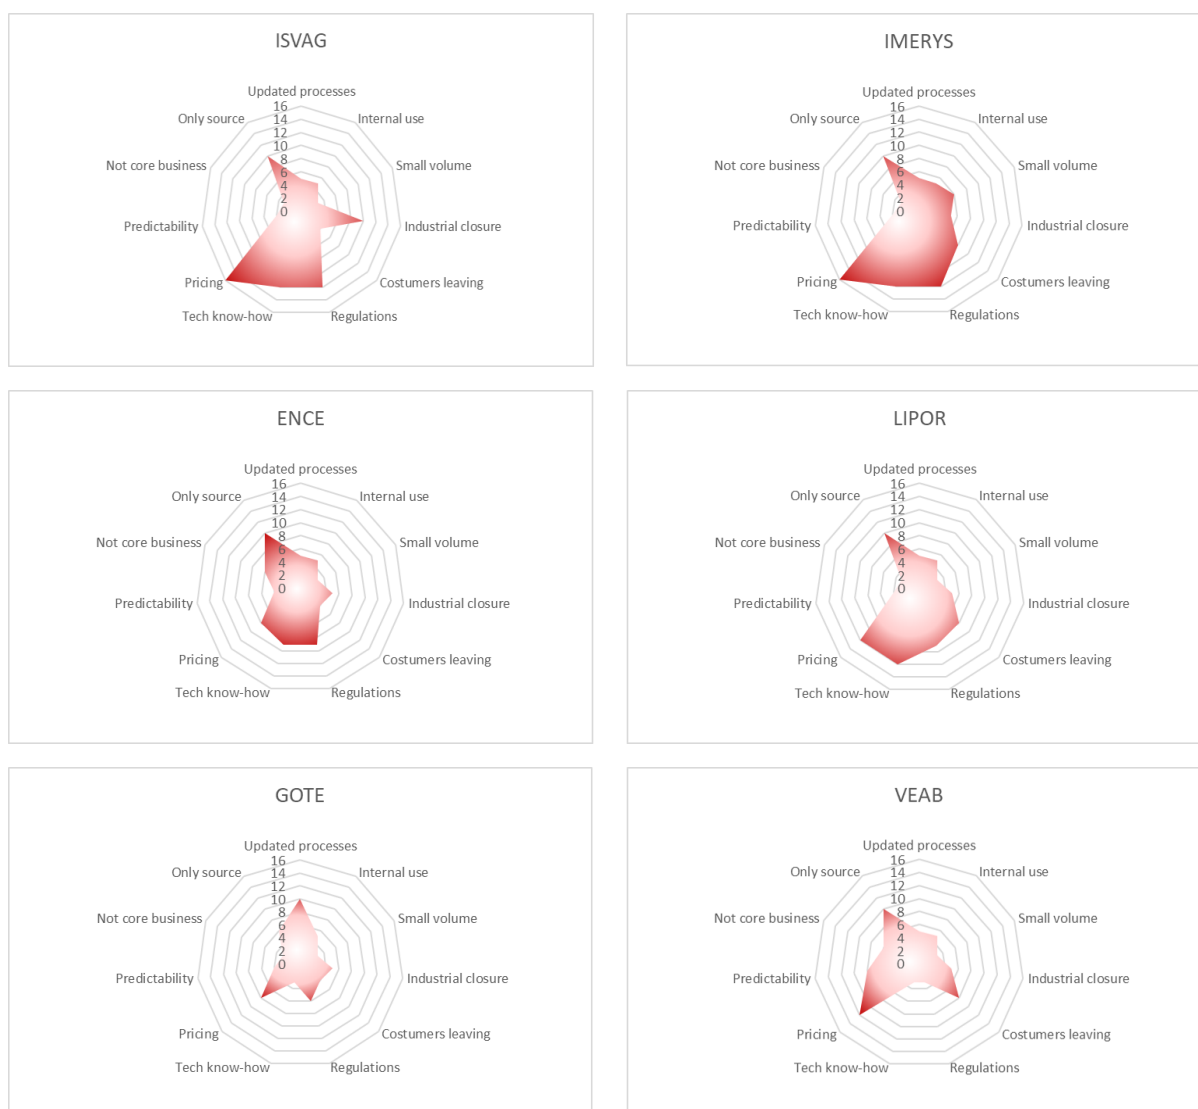 ISVAG
Updated processes
16
Only source
14
Internal use
12
10
Not core business
8
Small volume
6
4
2
0
Predictability
Industrial closure
Pricing
Costumers leaving
Tech know-how
Regulations
IMERYS
Updated processes
16
Only source
14
Internal use
12
10
Not core business
8
Small volume
6
4
2
0
Predictability
Industrial closure
Pricing
Costumers leaving
Tech know-how
Regulations
ENCE
Updated processes
16
Only source
14
Internal use
12
10
Not core business
8
Small volume
6
4
2
0
Predictability
Industrial closure
Pricing
Costumers leaving
Tech know-how
Regulations
LIPOR
Updated processes
16
Only source
14
Internal use
12
10
Not core business
8
Small volume
6
4
2
0
Predictability
Industrial closure
Pricing
Costumers leaving
Tech know-how
Regulations
GOTE
Updated processes
16
Only source
14
Internal use
12
10
Not core business
8
Small volume
6
4
2
0
Predictability
Industrial closure
Pricing
Costumers leaving
Tech know-how
Regulations
VEAB
Updated processes
16
Only source
14
Internal use
12
10
Not core business
8
Small volume
6
4
2
0
Predictability
Industrial closure
Pricing
Costumers leaving
Tech know-how
Regulations